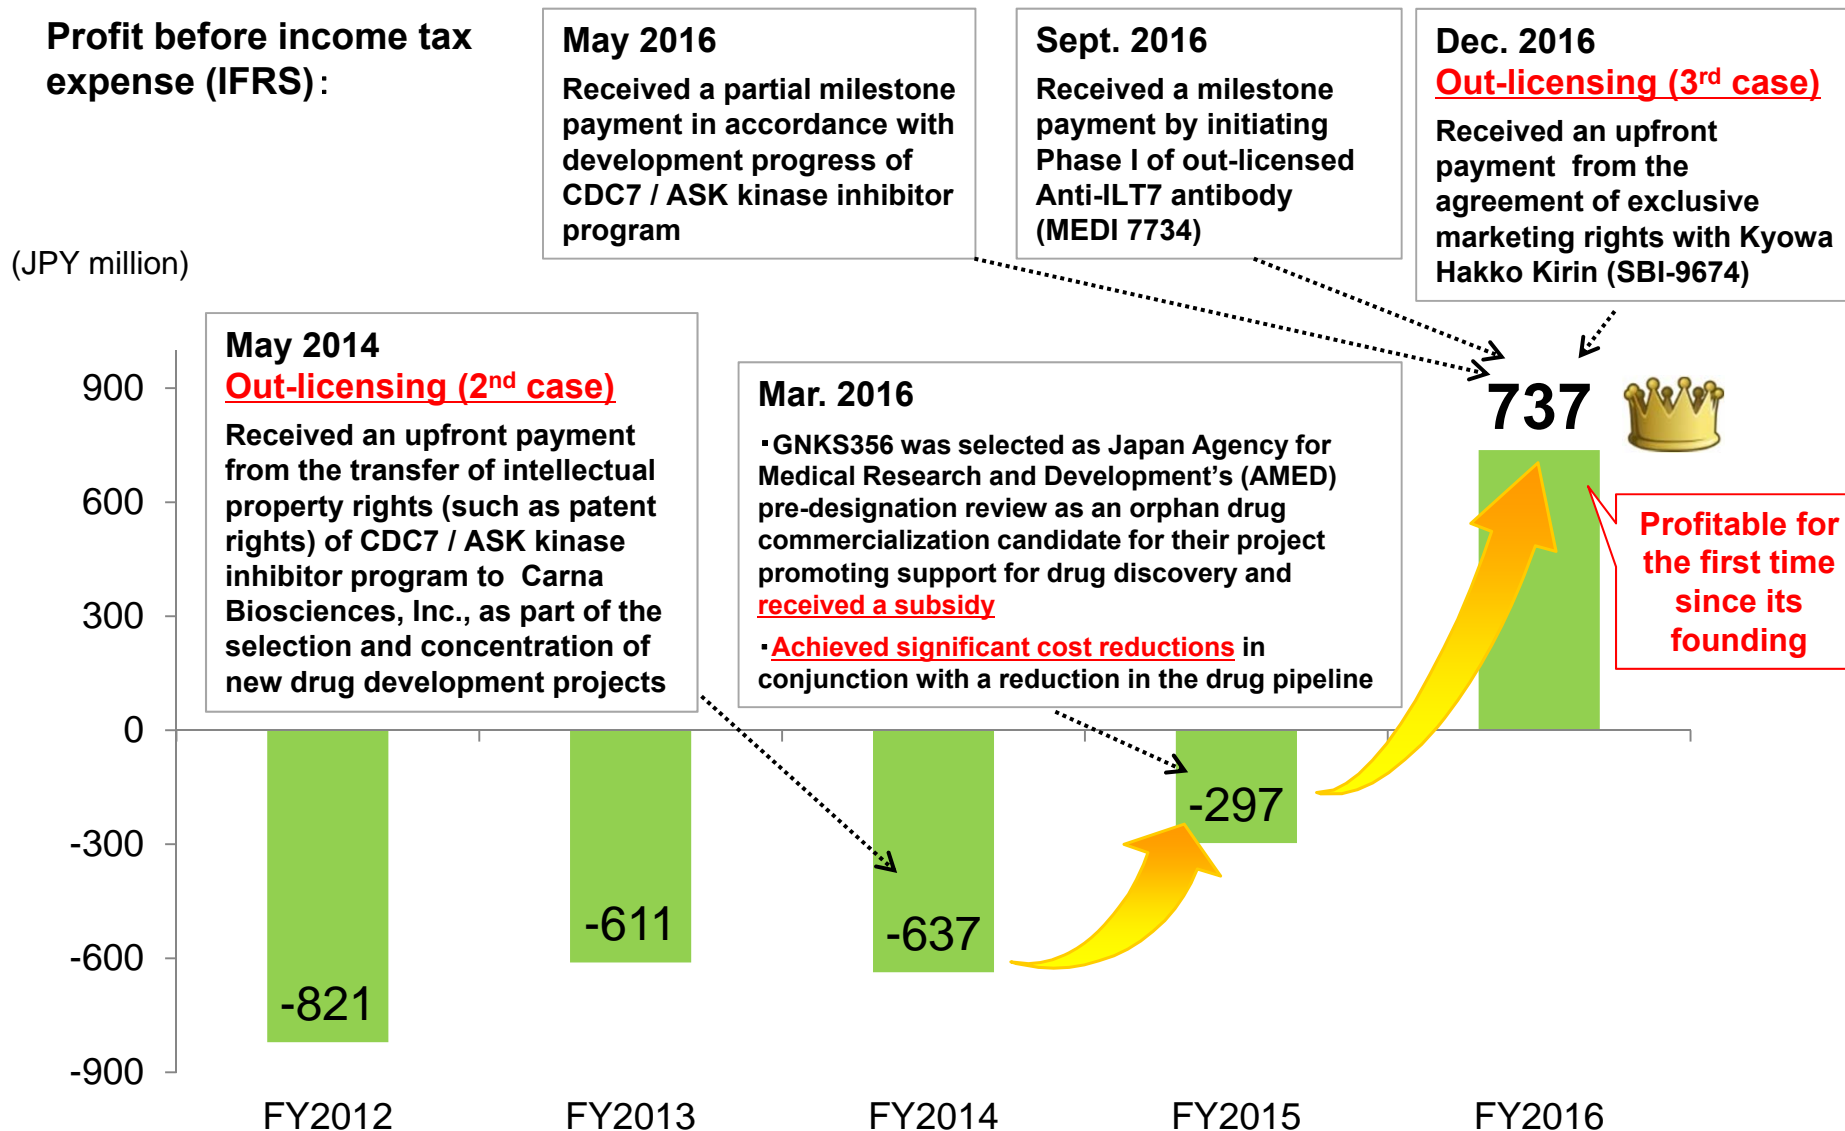 Profit before income tax
expense (IFRS):
May 2016
Received a partial milestone
payment in accordance with
development progress of
CDC7 / ASK kinase inhibitor
program
Sept. 2016
Received a milestone
payment by initiating
Phase I of out-licensed
Anti-ILT7 antibody
(MEDI 7734)
Dec. 2016
Out-licensing (3rd case)
Received an upfront
payment from the
agreement of exclusive
marketing rights with Kyowa
Hakko Kirin (SBI-9674)
(JPY million)
May 2014
Out-licensing (2nd case)
Received an upfront payment
from the transfer of intellectual
property rights (such as patent
rights) of CDC7 / ASK kinase
inhibitor program to Carna
Biosciences, Inc., as part of the
selection and concentration of
new drug development projects
Mar. 2016
・GNKS356 was selected as Japan Agency for
Medical Research and Development’s (AMED)
pre-designation review as an orphan drug
commercialization candidate for their project
promoting support for drug discovery and
received a subsidy
・Achieved significant cost reductions in
conjunction with a reduction in the drug pipeline
737
Profitable for
the first time
since its
founding
900
600
300
0
-300
-600
-900
-821
-611
-637
-297
FY2012
FY2013
FY2014
FY2015
FY2016